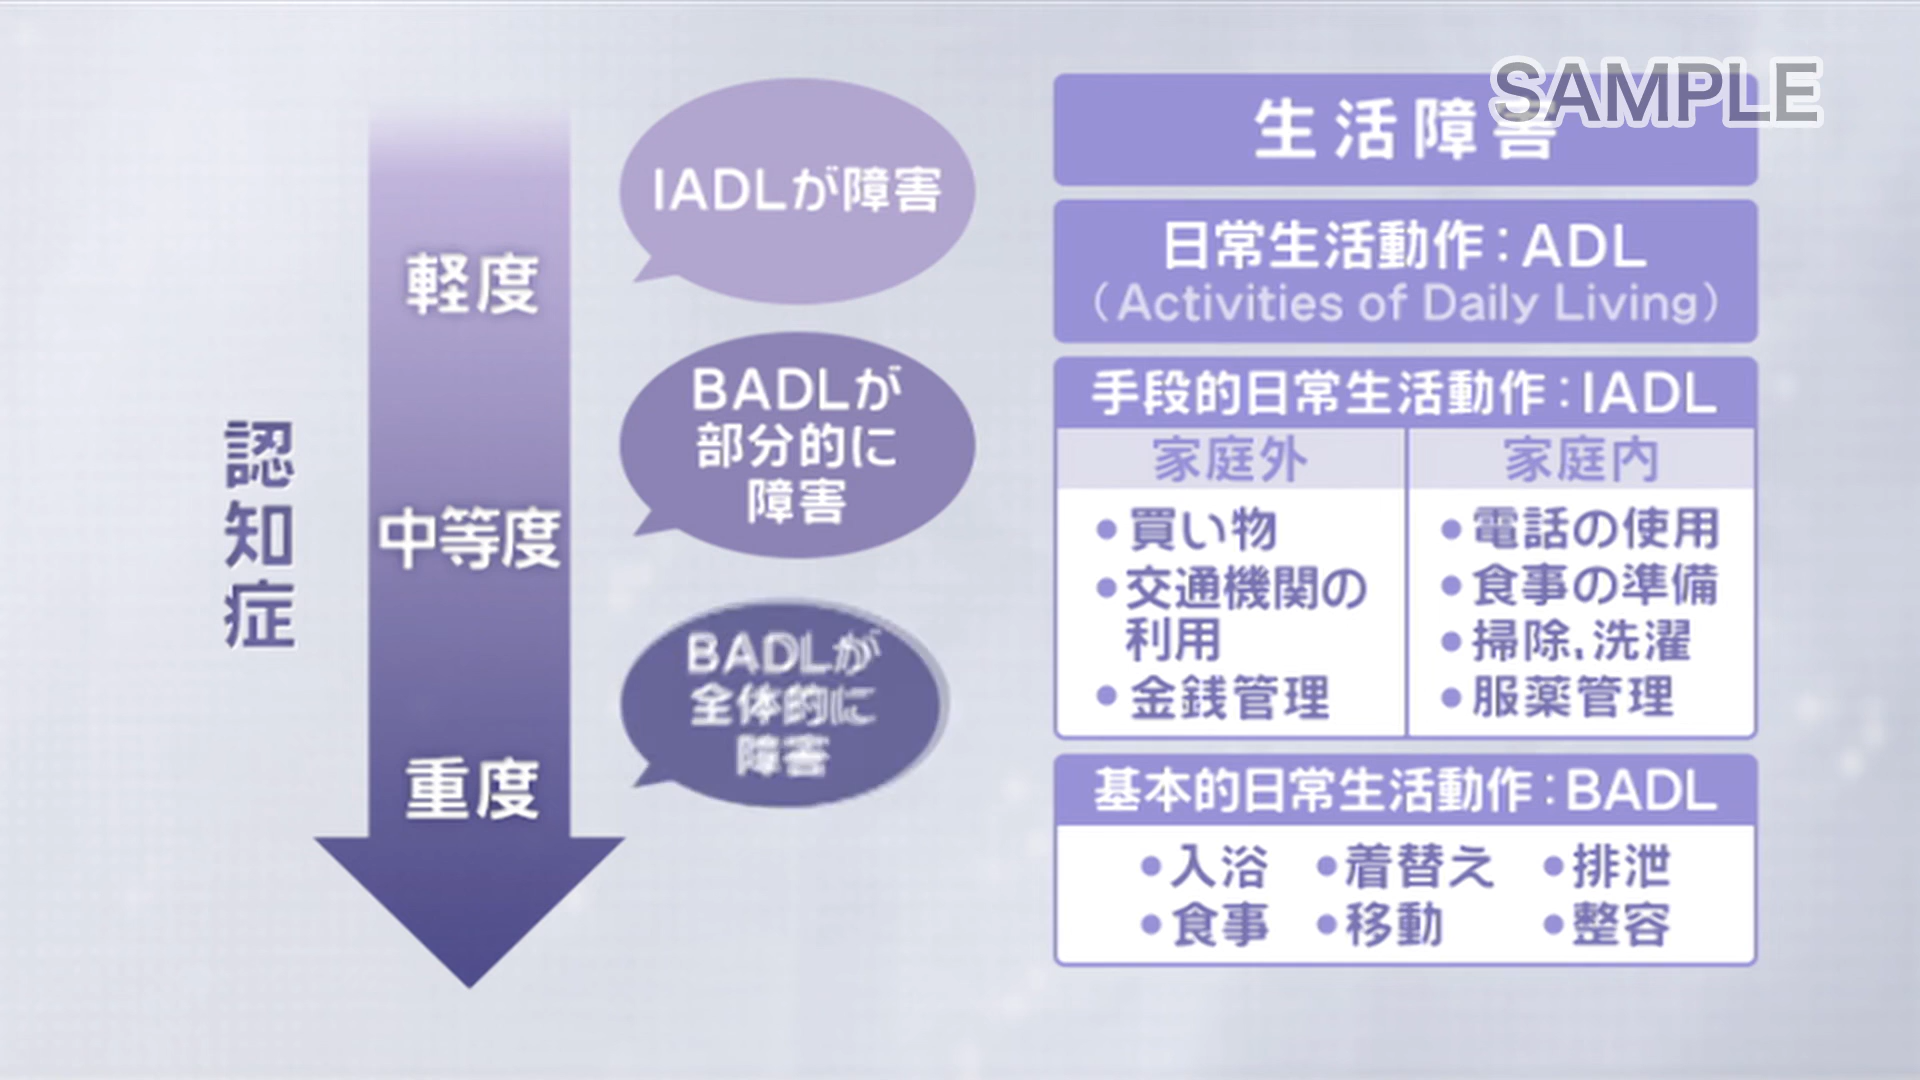 認知症
軽度
中等度
重度
IADLが障害
BADLが
部分的に
障害
BADLが
全体的に
障害
SAMPLE
生活障害
日常生活動作：ADL
（Activities of Daily Living）
手段的日常生活動作：IADL
家庭外
●買い物
●交通機関の
利用
●金銭管理
家庭内
●電話の使用
●食事の準備
●掃除、洗濯
●服薬管理
基本的日常生活動作：BADL
●入浴 ●着替え ●排泄
●食事 ●移動 ●整容